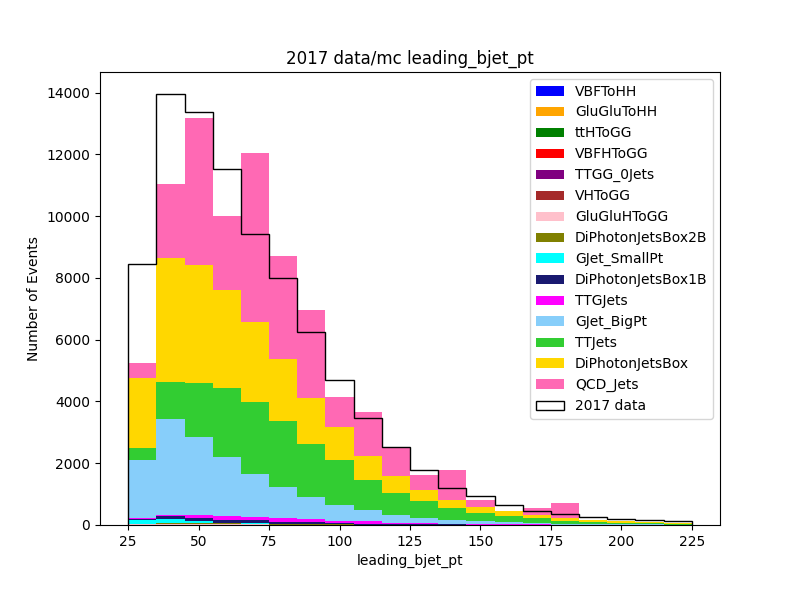 2017 data/mc leading_bjet_pt
Number of Events
14000
12000
10000
8000
6000
4000
2000
0
25
50
75
100
125
150
175
200
225
leading_bjet_pt
VBFToHH
GluGluToHH
ttHToGG
VBFHToGG
TTGG_0Jets
VHToGG
GluGluHToGG
DiPhotonJetsBox2B
GJet_SmallPt
DiPhotonJetsBox1B
TTGJets
GJet_BigPt
TTJets
DiPhotonJetsBox
QCD_Jets
2017 data